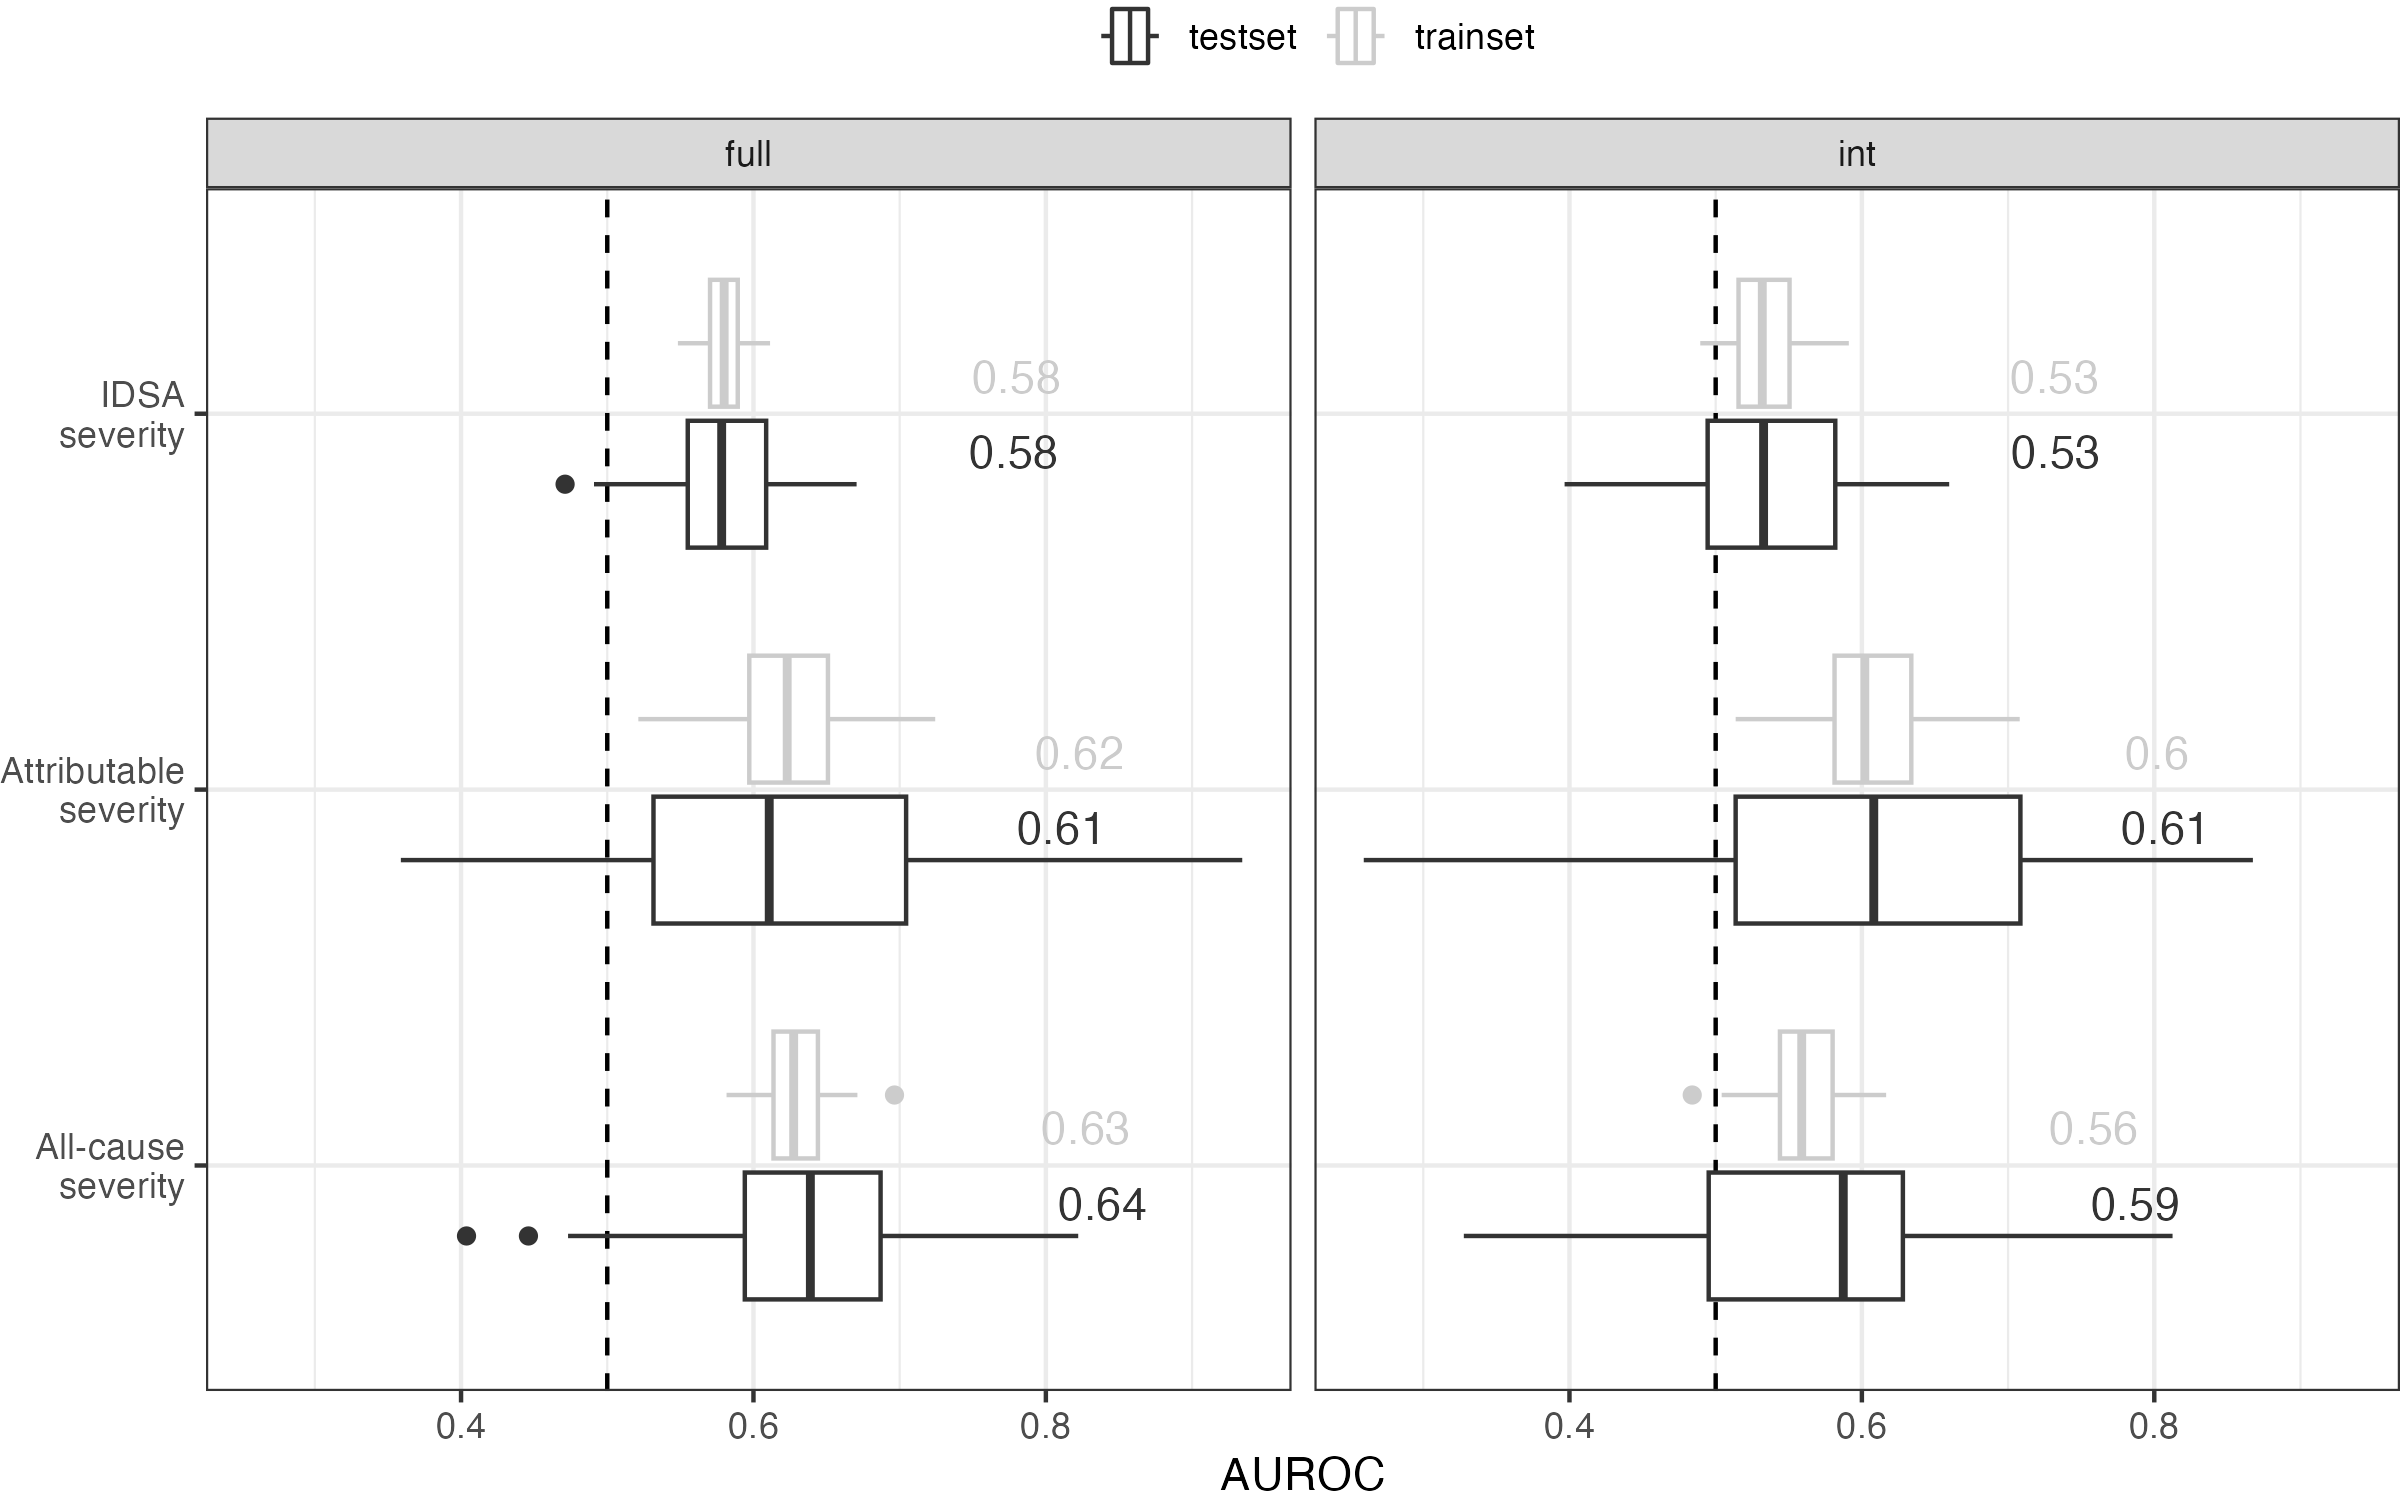 testset trainset
full int
IDSA
severity
0.58 0.53
0.58 0.53
Attributable
severity
0.62 0.6
0.61 0.61
All-cause
severity
0.63 0.56
0.64 0.59
0.4 0.6 0.8 0.4 0.6 0.8
AUROC